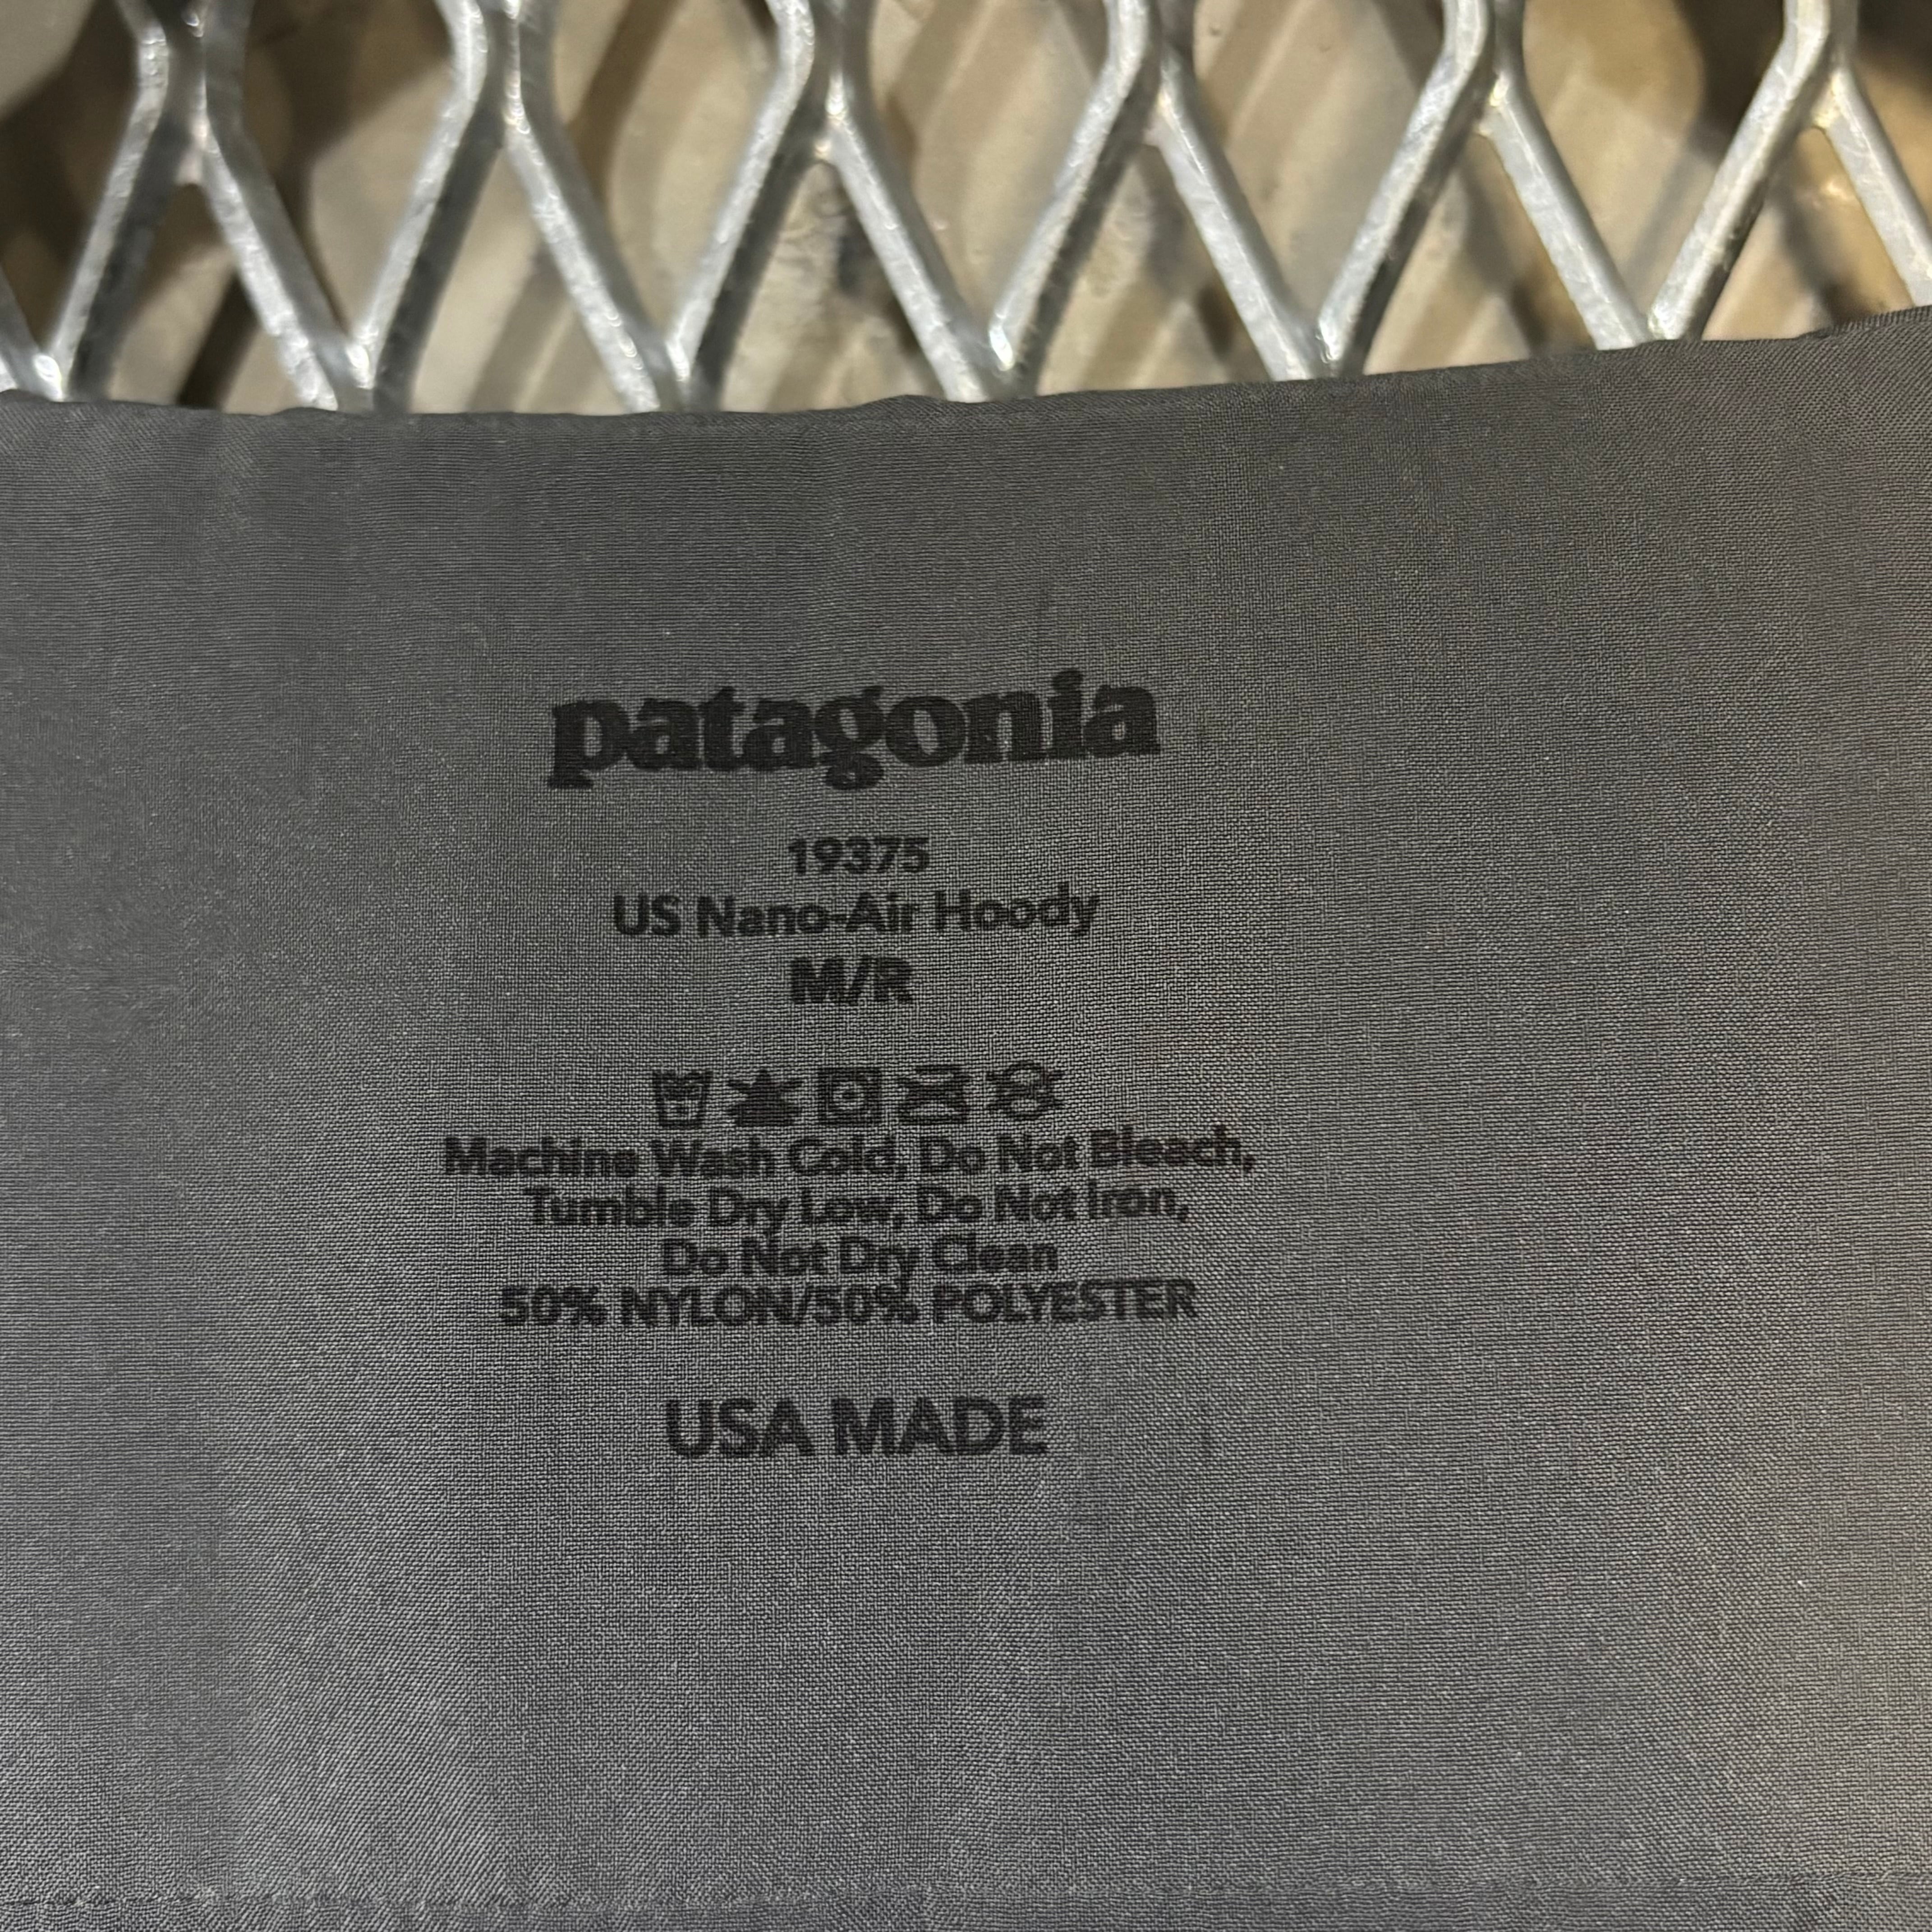 patagonia
19375
US Nano-Air Hoody
M/R
Machine Wash Cold, Do Not Bleach,
Tumble Dry Low, Do Not Iron,
Do Not Dry Clean
50% NYLON/50% POLYESTER
USA MADE